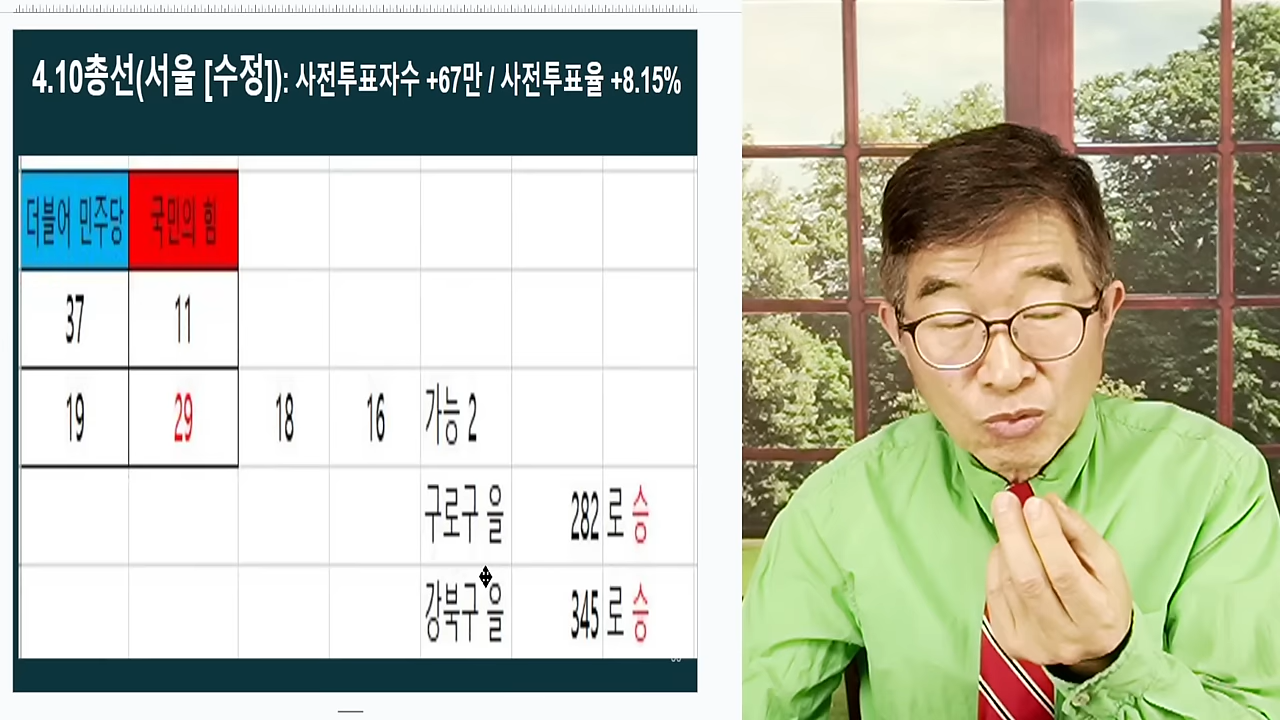 4.10총선(서울 [수정]): 사전투표자수 +67만 / 사전투표율 +8.15%
더불어 민주당 국민의 힘
37 11
19 29 18 16 가능 2
구로구 을 282 로 승
강북구 을 345 로 승